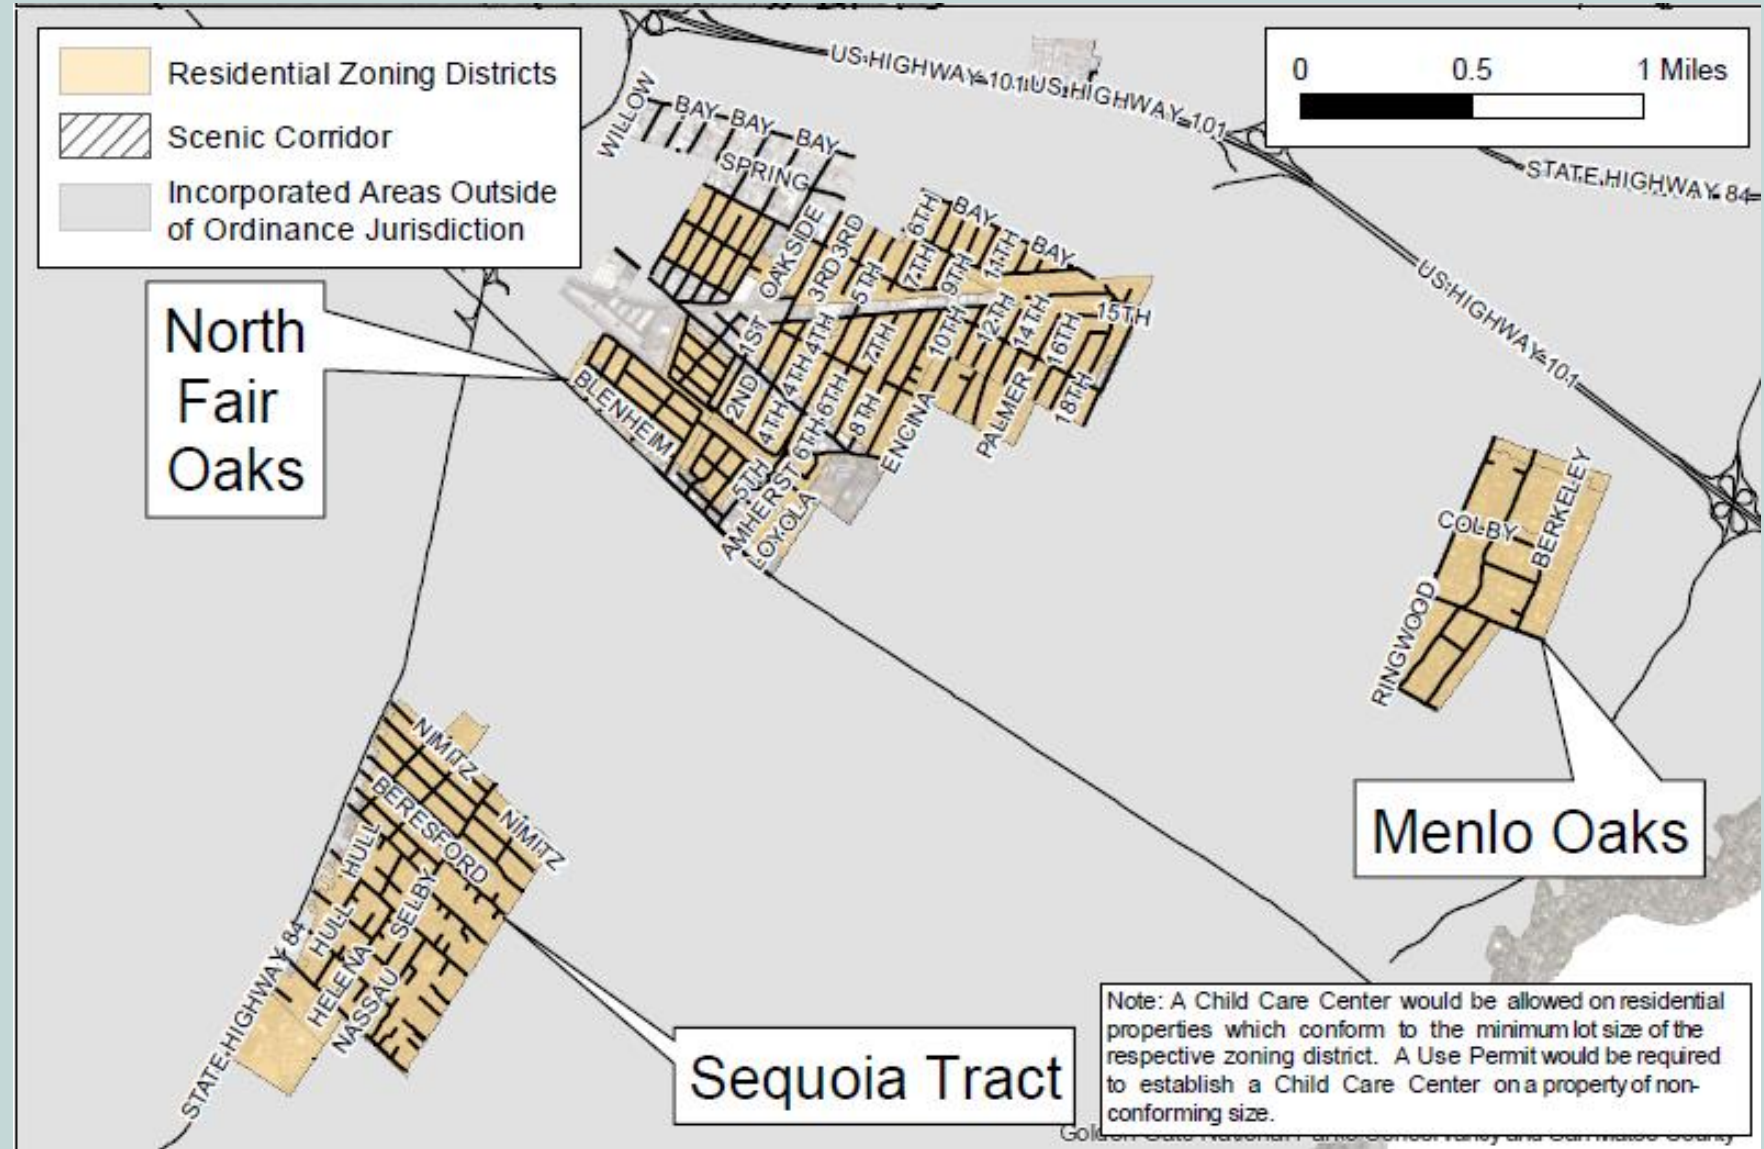 Residential Zoning Districts
Scenic Corridor
Incorporated Areas Outside
of Ordinance Jurisdiction
0 0.5 1 Miles
US HIGHWAY 101
US HIGHWAY 101
STATE HIGHWAY 84
US HIGHWAY 101
WILLOW
BAY
BAY
BAY
SPRING
OAKSIDE
3RD
3RD
5TH
6TH
7TH
BAY
9TH
11TH
BAY
North
Fair
Oaks
BLENHEIM
1ST
2ND
4TH
4TH
4TH
7TH
10TH
12TH
14TH
16TH
15TH
18TH
6TH
6TH
8TH
ENCINA
PALMER
5TH
AMHERST
LOYOLA
COLBY
BERKELEY
RINGWOOD
Menlo Oaks
NIMITZ
NIMITZ
BERESFORD
HULL
HULL
SELBY
HELENA
NASSAU
STATE HIGHWAY 84
Sequoia Tract
Note: A Child Care Center would be allowed on residential
properties which conform to the minimum lot size of the
respective zoning district. A Use Permit would be required
to establish a Child Care Center on a property of non-
conforming size.